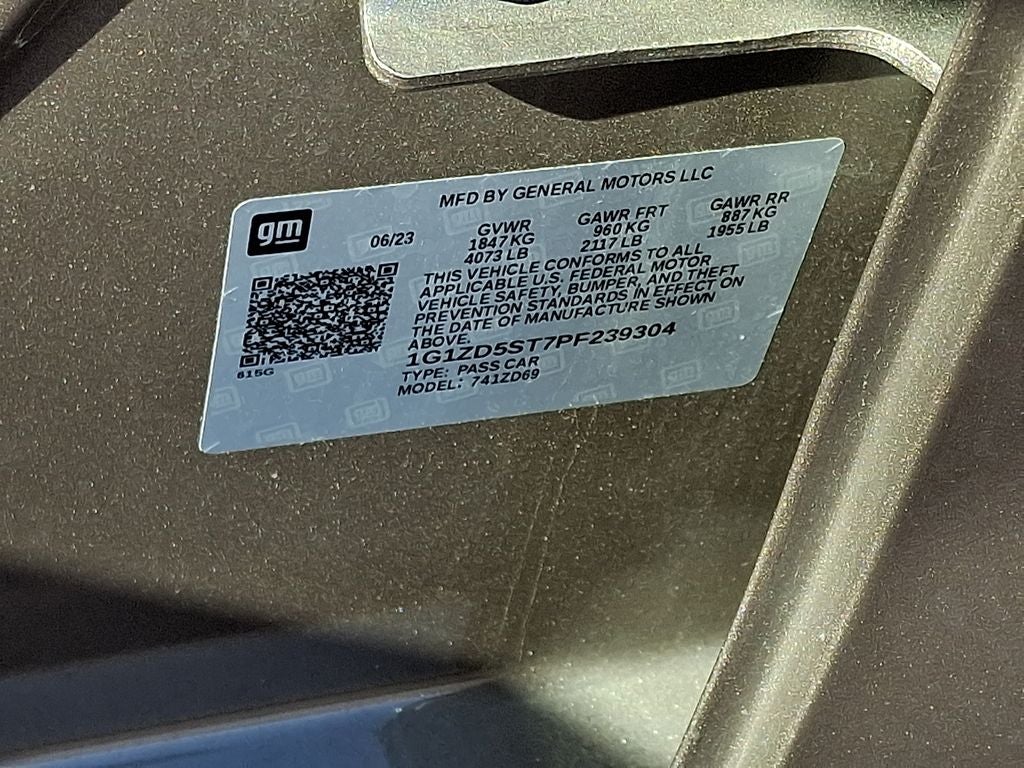 MFD BY GENERAL MOTORS LLC
gm
06/23
GVWR
1847 KG
4073 LB
GAWR FRT
960 KG
2117 LB
GAWR RR
887 KG
1955 LB
THIS VEHICLE CONFORMS TO ALL
APPLICABLE U.S. FEDERAL MOTOR
VEHICLE SAFETY, BUMPER, AND THEFT
PREVENTION STANDARDS IN EFFECT ON
THE DATE OF MANUFACTURE SHOWN
ABOVE.
1G1ZD5ST7PF239304
TYPE: PASS CAR
MODEL: 741ZD69
815G